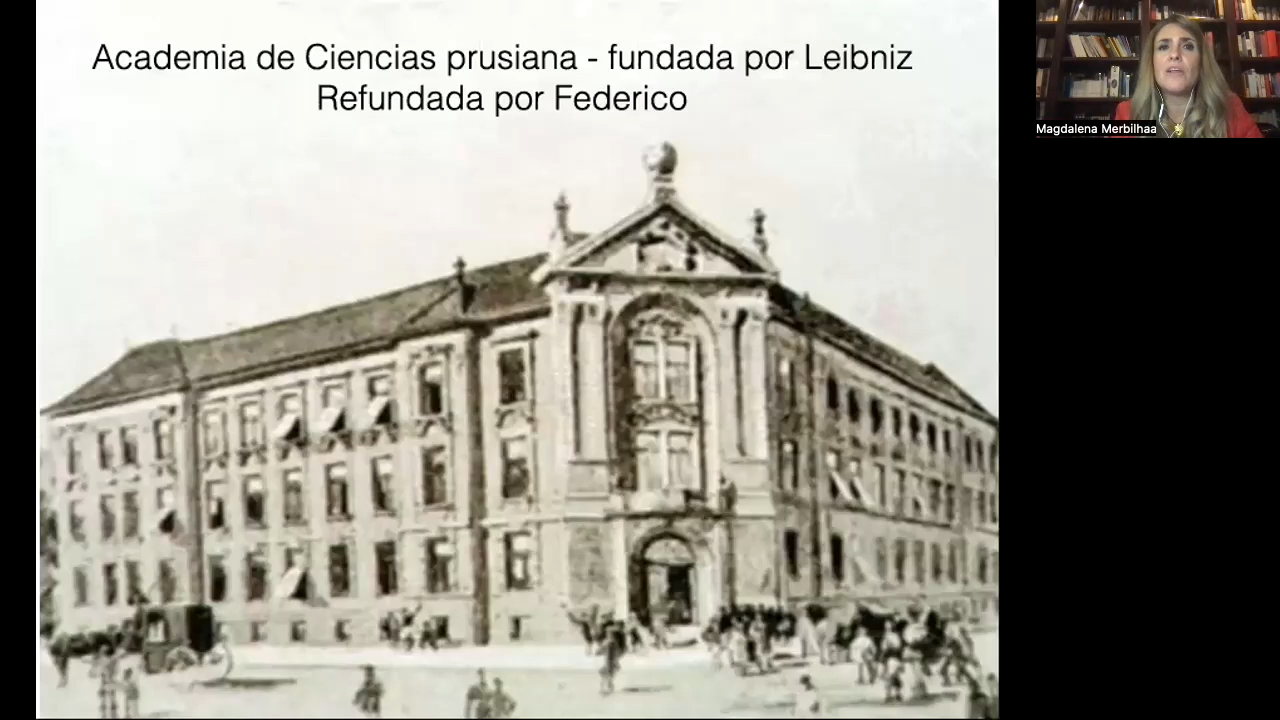 Academia de Ciencias prusiana - fundada por Leibniz
Refundada por Federico
Magdalena Merbilhaa